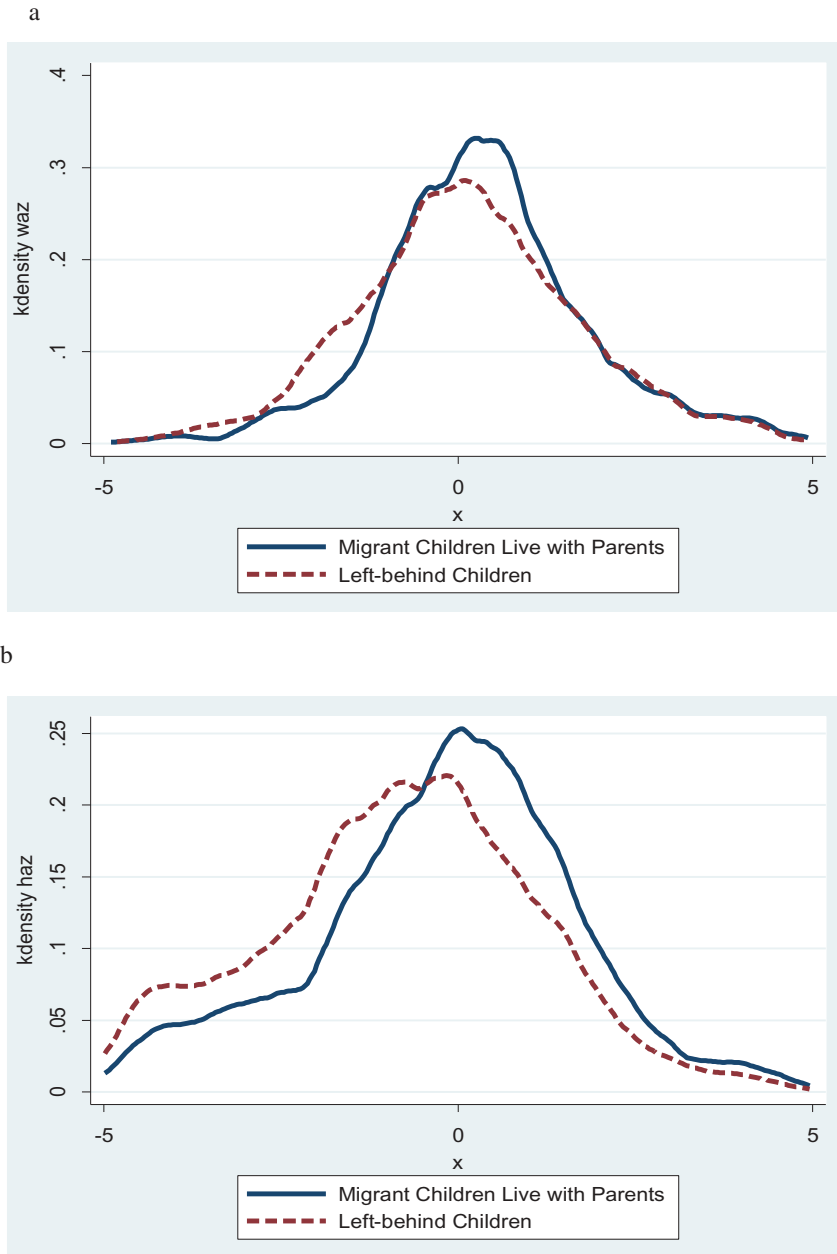 a
.4
.3
.2
.1
0
kdensity waz
-5 0 5
x
Migrant Children Live with Parents
Left-behind Children
b
.25
.2
.15
.1
.05
0
kdensity haz
-5 0 5
x
Migrant Children Live with Parents
Left-behind Children